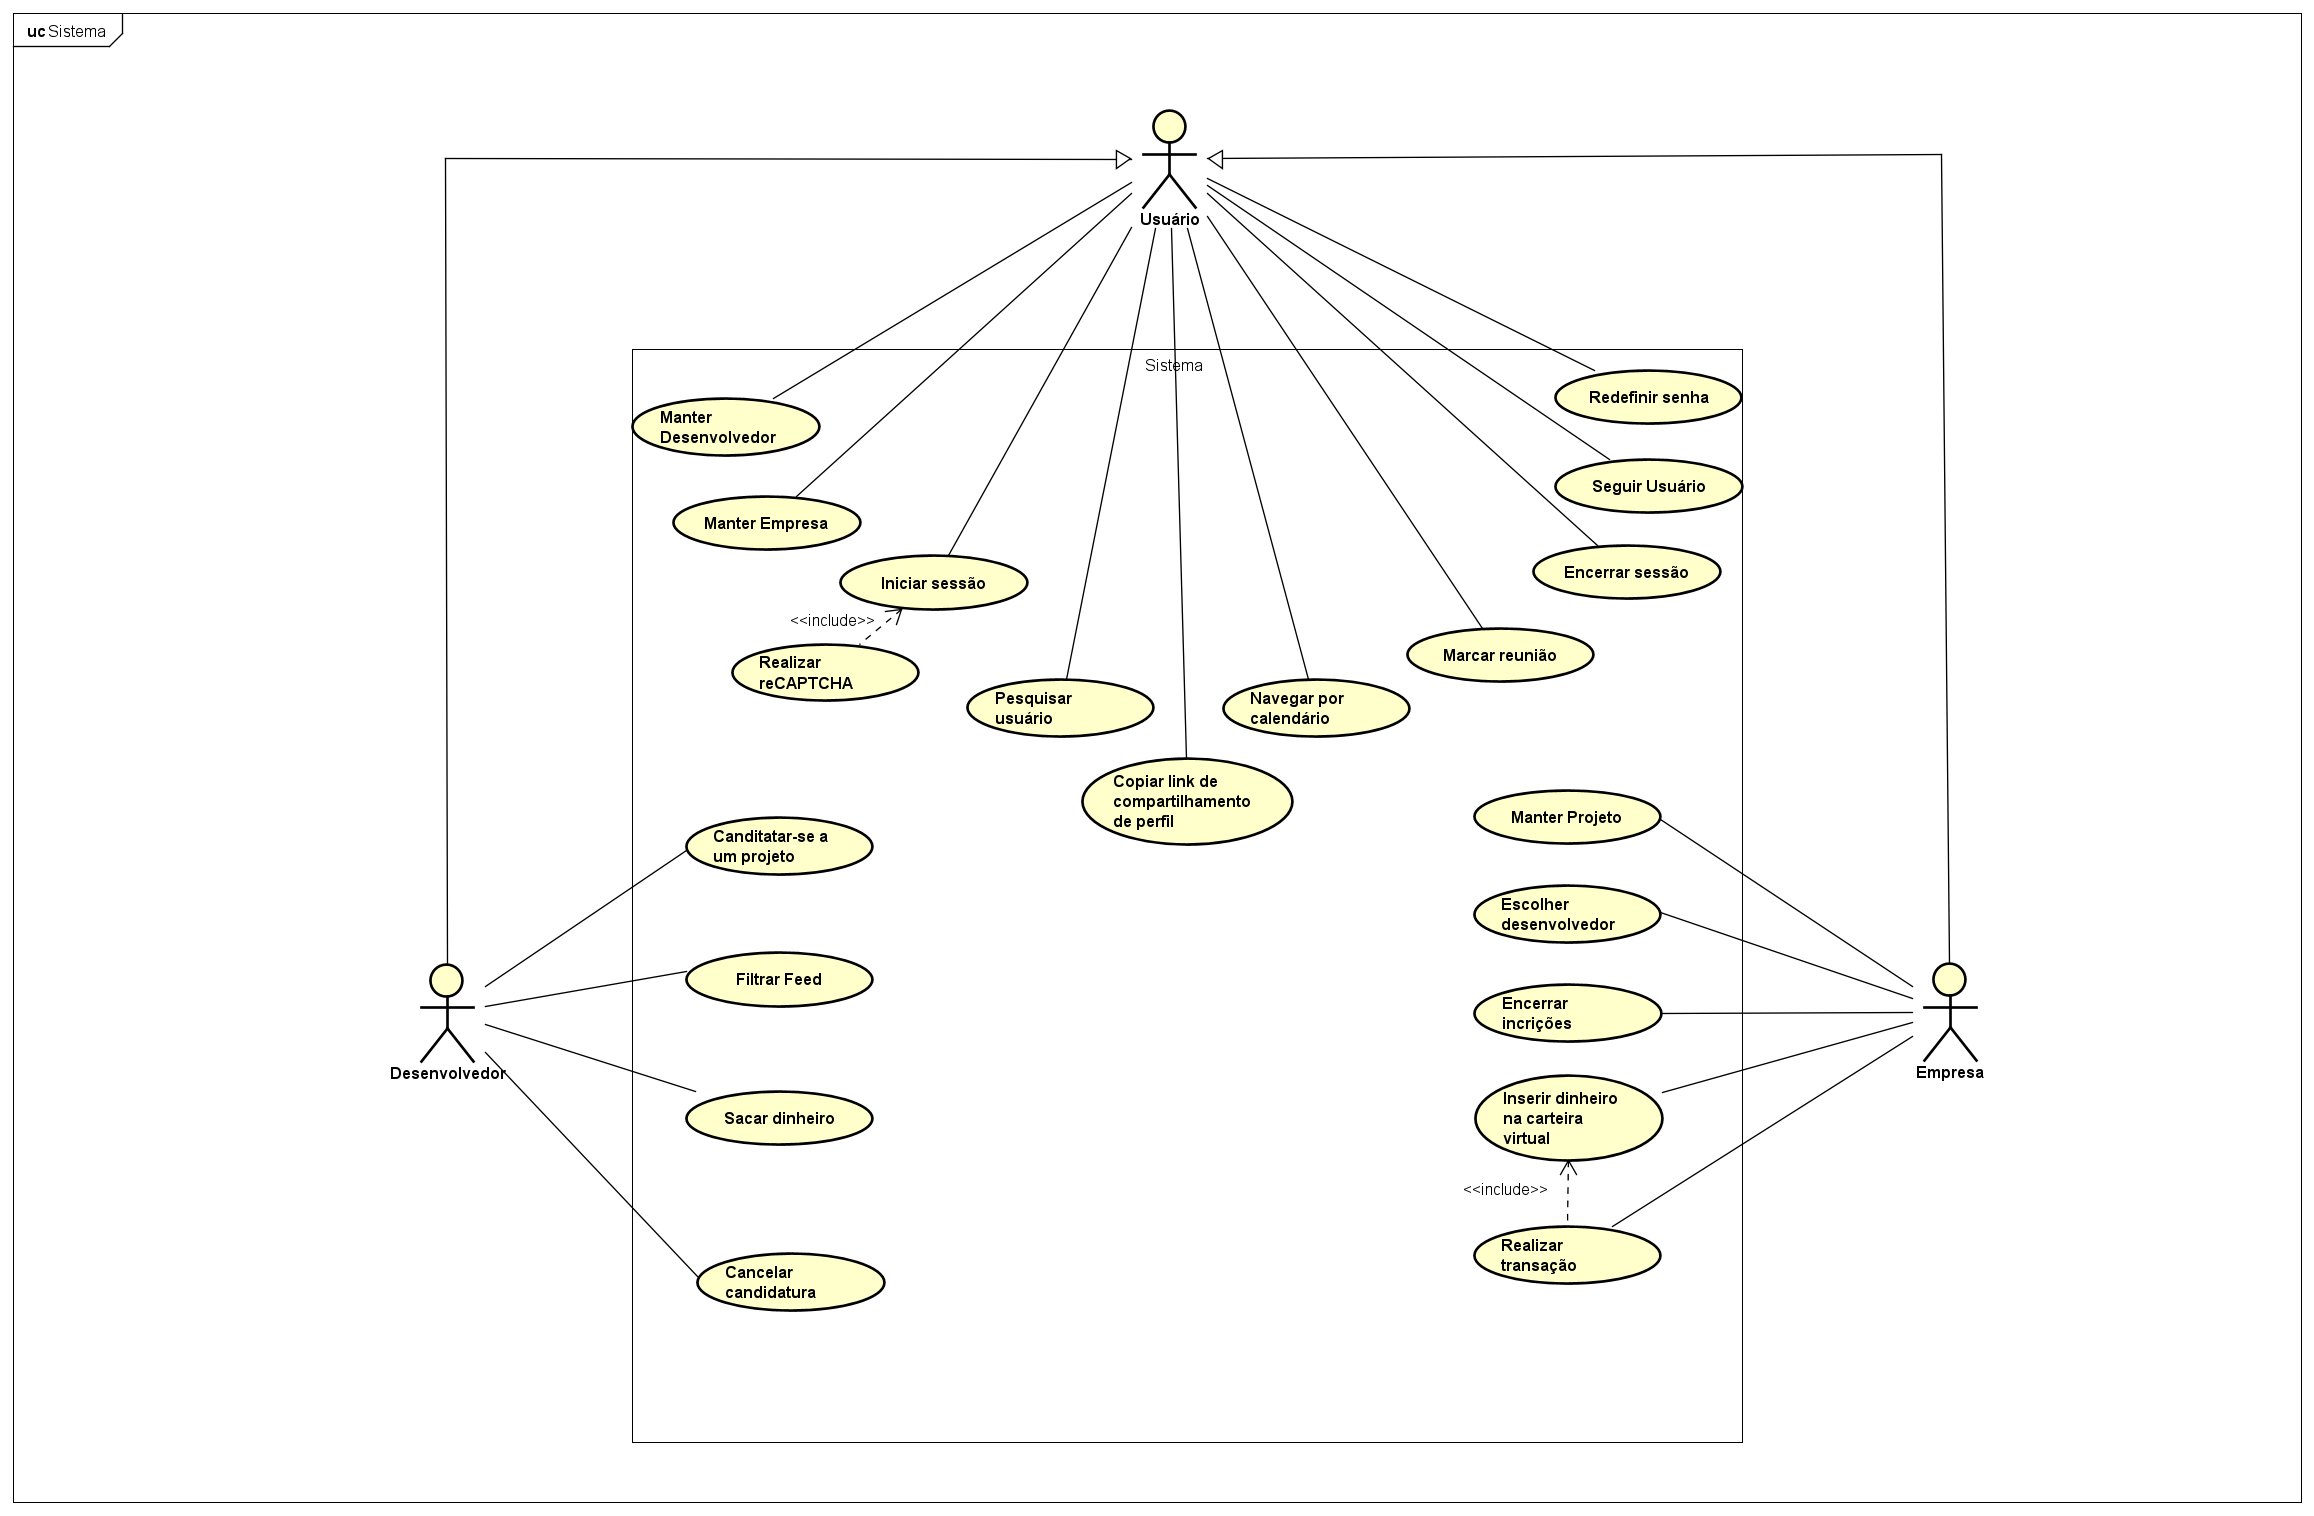 uc Sistema
Usuário
Sistema
Redefinir senha
Manter
Desenvolvedor
Seguir Usuário
Manter Empresa
Encerrar sessão
Iniciar sessão
<<include>>
Marcar reunião
Realizar
reCAPTCHA
Pesquisar
usuário
Navegar por
calendário
Copiar link de
compartilhamento
de perfil
Manter Projeto
Canditatar-se a
um projeto
Escolher
desenvolvedor
Filtrar Feed
Encerrar
incrições
Desenvolvedor
Empresa
Sacar dinheiro
Inserir dinheiro
na carteira
virtual
<<include>>
Realizar
transação
Cancelar
candidatura